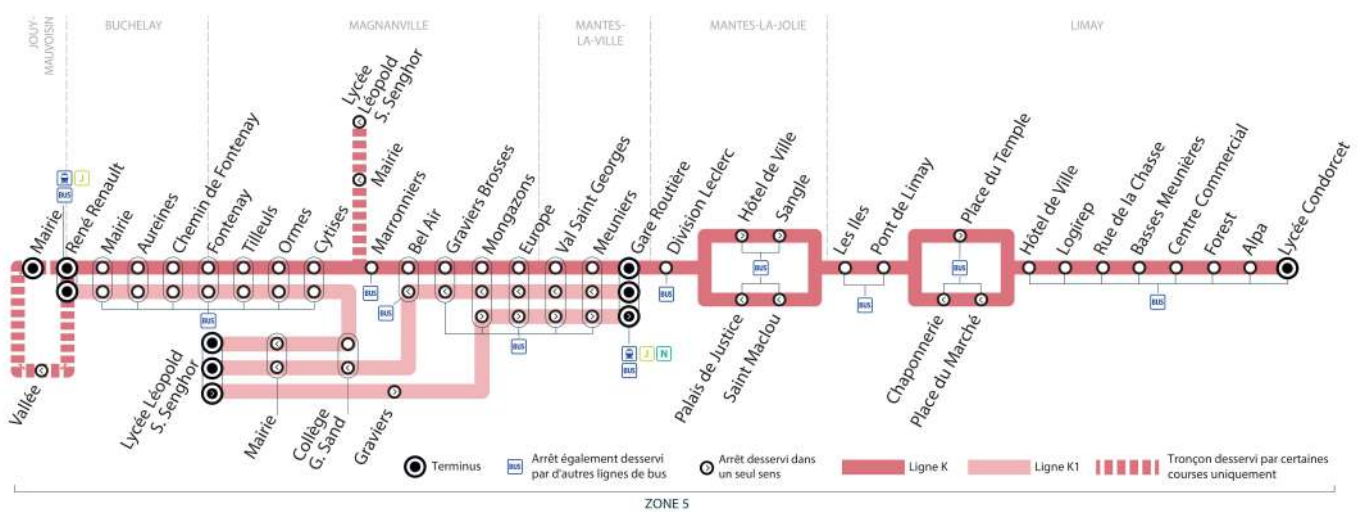 JOUY-
MAUVOISIN
BUCHELAY
MAGNANVILLE
MANTES-
LA-VILLE
MANTES-LA-JOLIE
LIMAY
Mairie
René Renault
Mairie
Aureines
Chemin de Fontenay
Fontenay
Tilleuls
Ormes
Cytises
Lycée
Léopold
S. Senghor
Mairie
Marronniers
Bel Air
Graviers Brosses
Mongazons
Europe
Val Saint Georges
Meuniers
Gare Routière
Division Leclerc
Hôtel de Ville
Sangle
Les Iles
Pont de Limay
Place du Temple
Hôtel de Ville
Logirep
Rue de la Chasse
Basses Meunières
Centre Commercial
Forest
Alpa
Lycée Condorcet
J
BUS
BUS
BUS
BUS
BUS
BUS
BUS
BUS
BUS
BUS
J
N
BUS
Vallée
Lycée Léopold
S. Senghor
Mairie
Collège
G. Sand
Graviers
Palais de Justice
Saint Maclou
Chaponnerie
Place du Marché
Terminus
BUS
Arrêt également desservi
par d'autres lignes de bus
Arrêt desservi dans
un seul sens
Ligne K
Ligne K1
Tronçon desservi par certaines
courses uniquement
ZONE 5